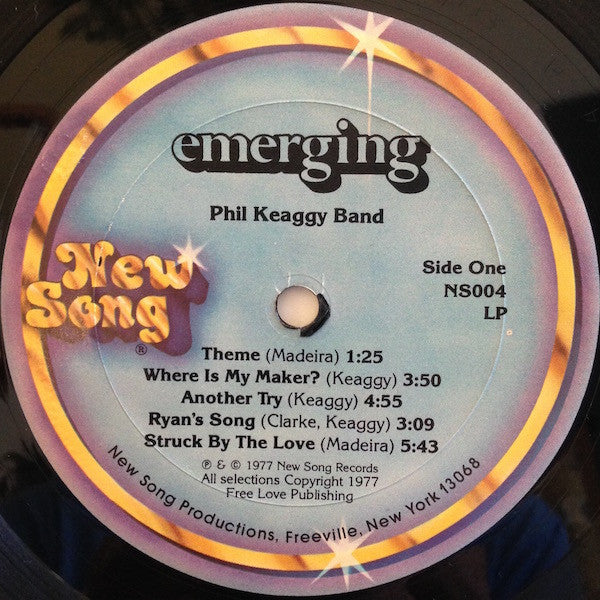 emerging
Phil Keaggy Band
New
Song
®
Side One
NS004
LP
Theme (Madeira) 1:25
Where Is My Maker? (Keaggy) 3:50
Another Try (Keaggy) 4:55
Ryan's Song (Clarke, Keaggy) 3:09
Struck By The Love (Madeira) 5:43
℗ & © 1977 New Song Records
All selections Copyright 1977
Free Love Publishing
New Song Productions, Freeville, New York 13068